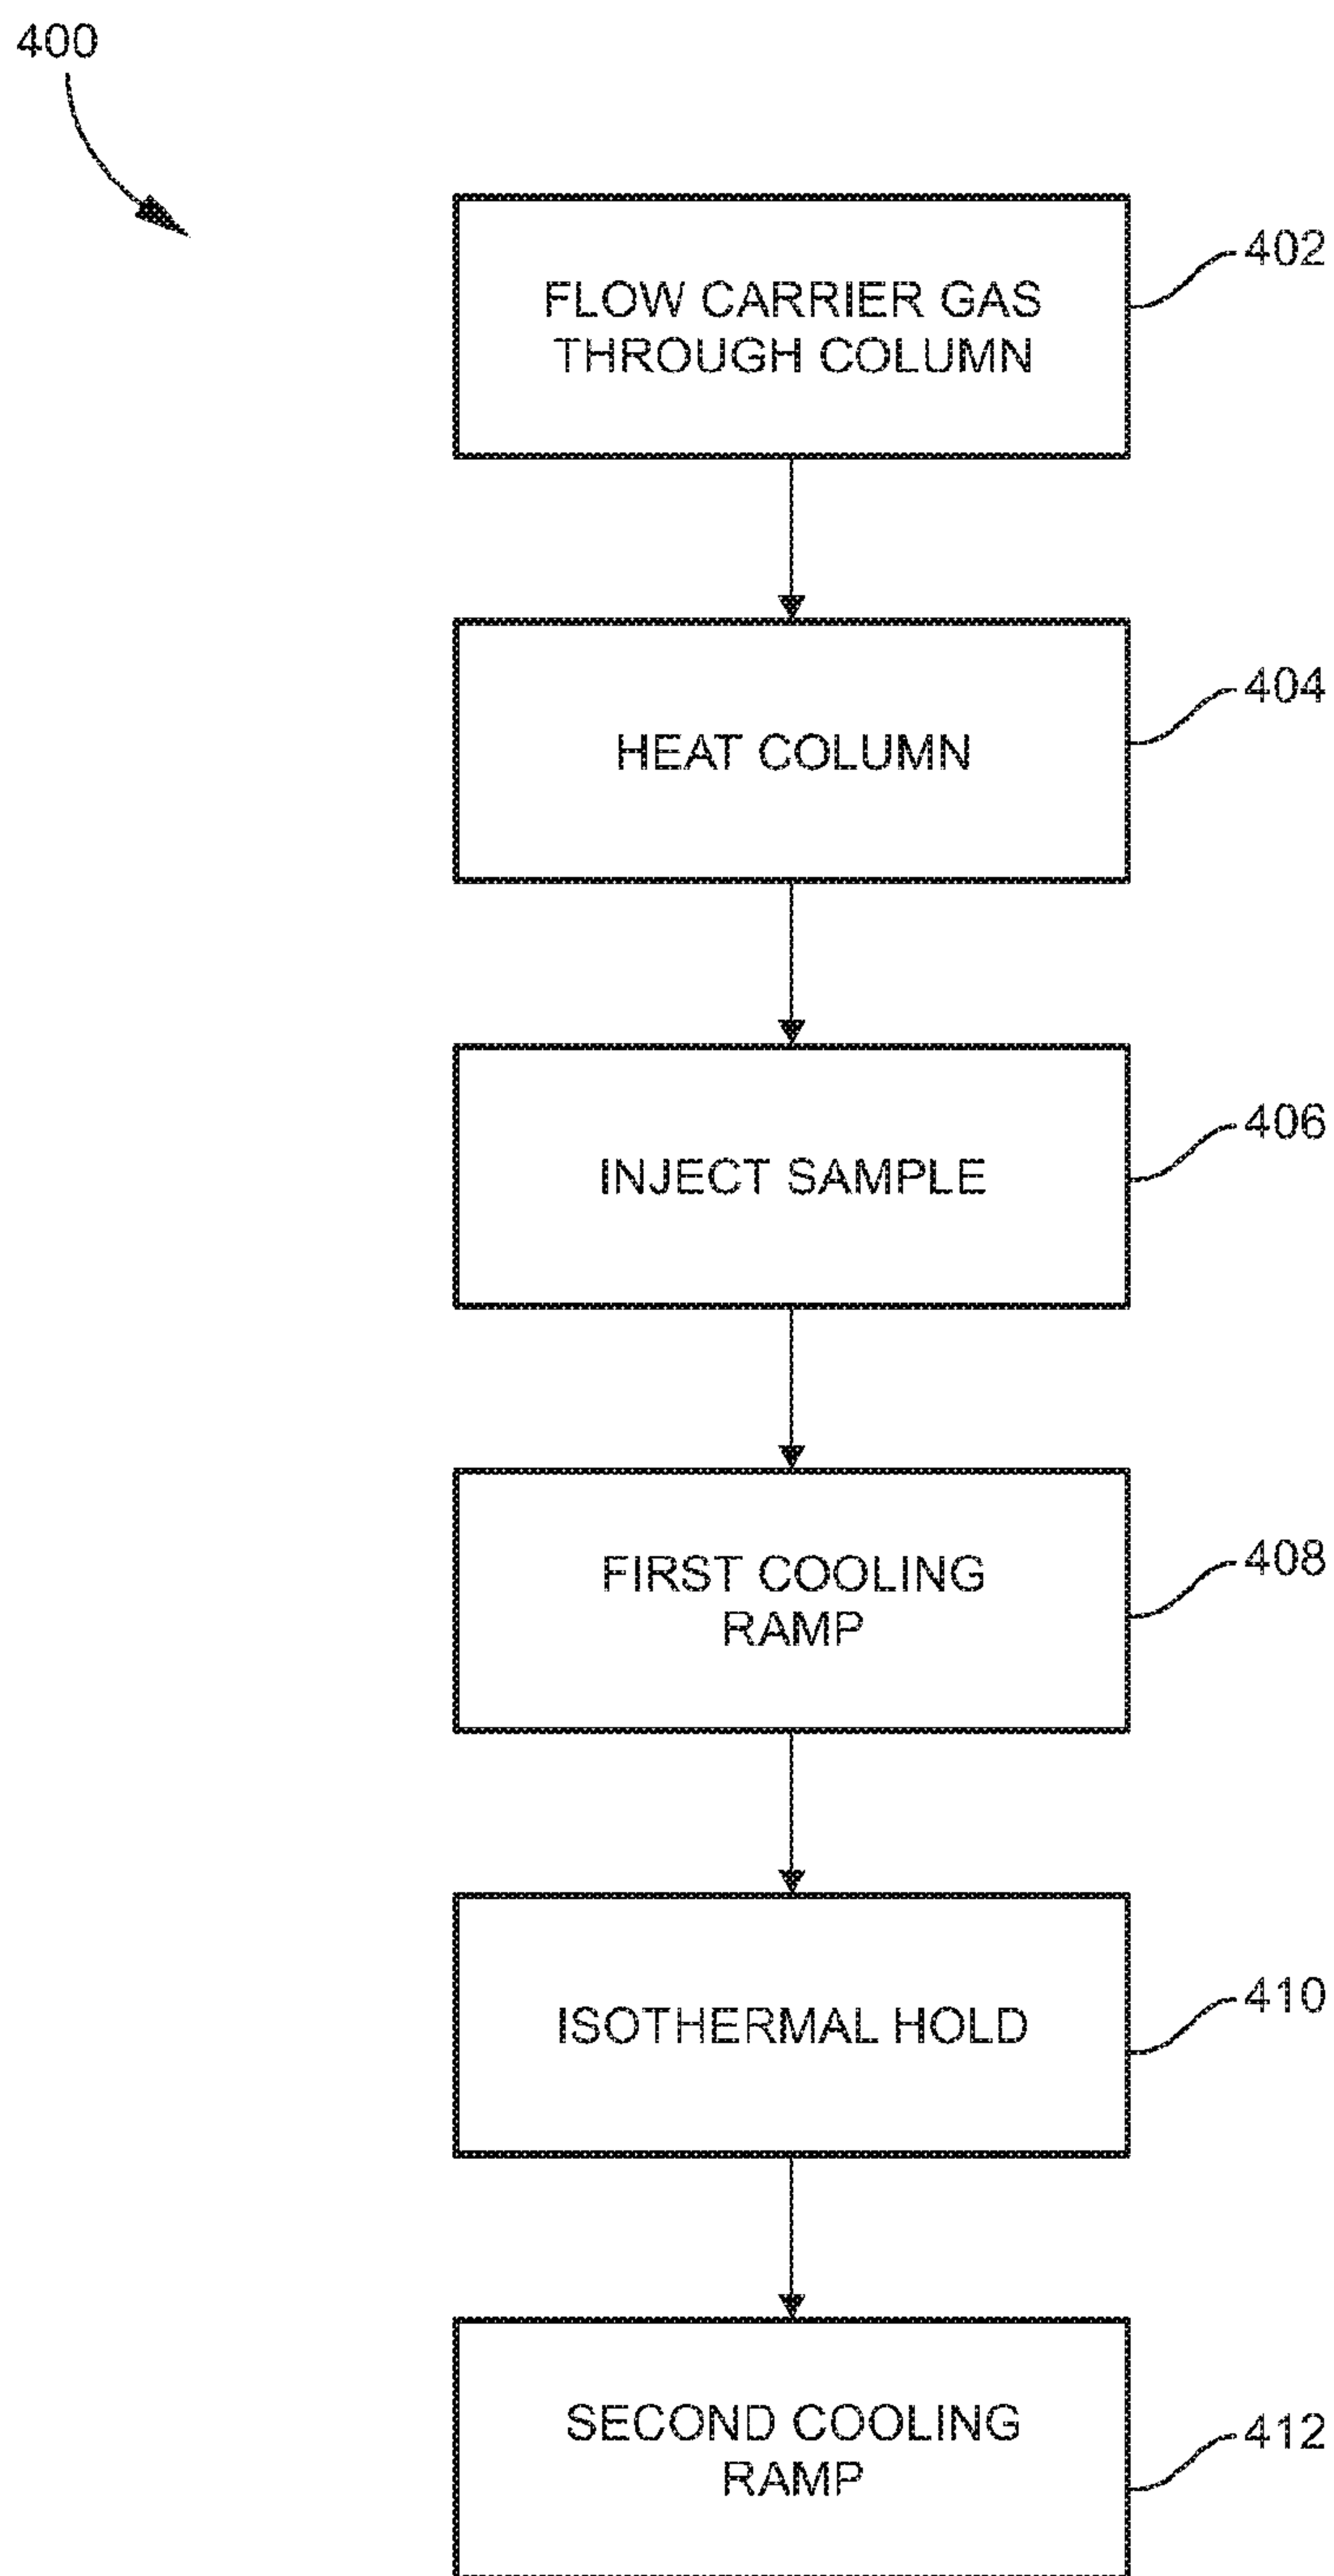 400
FLOW CARRIER GAS
THROUGH COLUMN
402
HEAT COLUMN
404
INJECT SAMPLE
406
FIRST COOLING
RAMP
408
ISOTHERMAL HOLD
410
SECOND COOLING
RAMP
412